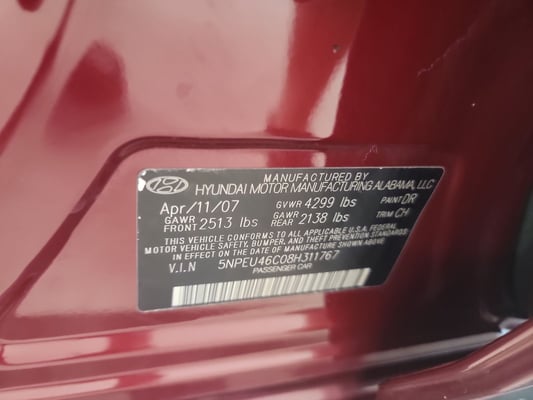 MANUFACTURED BY
HYUNDAI MOTOR MANUFACTURING ALABAMA, LLC
Apr/11/07 GVWR 4299 lbs PAINT DR
GAWR FRONT 2513 lbs GAWR REAR 2138 lbs TRIM CH
THIS VEHICLE CONFORMS TO ALL APPLICABLE U.S.A. FEDERAL
MOTOR VEHICLE SAFETY, BUMPER, AND THEFT PREVENTION STANDARDS
IN EFFECT ON THE DATE OF MANUFACTURE SHOWN ABOVE
V.I.N 5NPEU46C08H311767
PASSENGER CAR